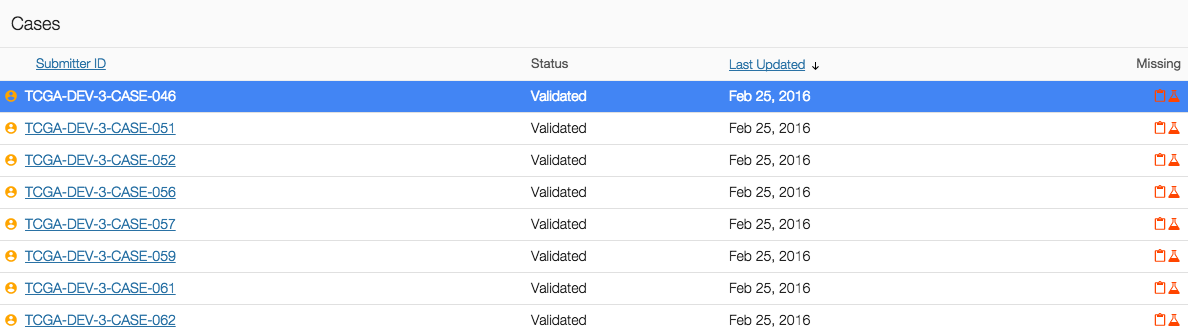 Cases
Submitter ID Status Last Updated ↓ Missing
TCGA-DEV-3-CASE-046 Validated Feb 25, 2016
TCGA-DEV-3-CASE-051 Validated Feb 25, 2016
TCGA-DEV-3-CASE-052 Validated Feb 25, 2016
TCGA-DEV-3-CASE-056 Validated Feb 25, 2016
TCGA-DEV-3-CASE-057 Validated Feb 25, 2016
TCGA-DEV-3-CASE-059 Validated Feb 25, 2016
TCGA-DEV-3-CASE-061 Validated Feb 25, 2016
TCGA-DEV-3-CASE-062 Validated Feb 25, 2016